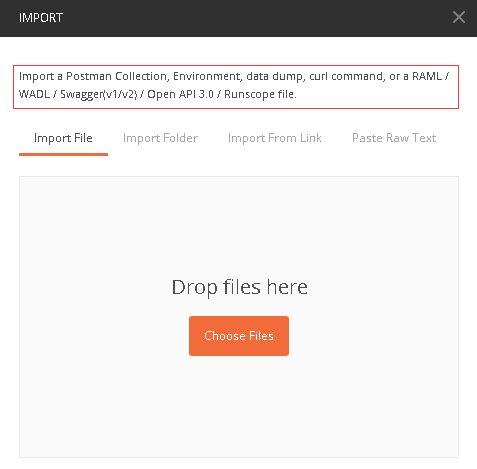 IMPORT
Import a Postman Collection, Environment, data dump, curl command, or a RAML /
WADL / Swagger(v1/v2) / Open API 3.0 / Runscope file.
Import File Import Folder Import From Link Paste Raw Text
Drop files here
Choose Files